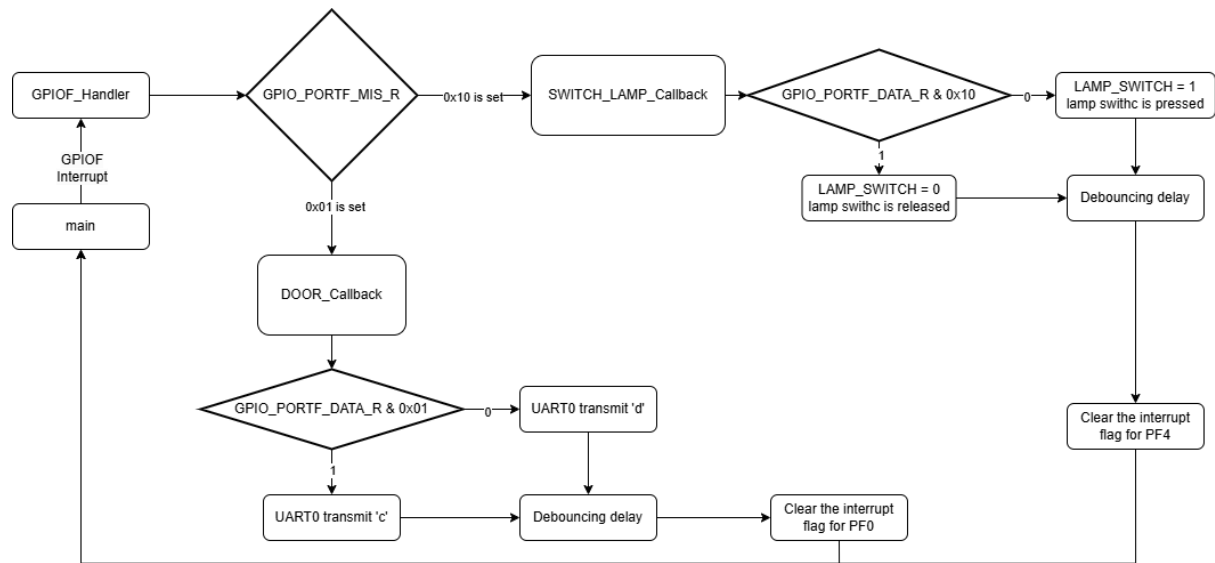 GPIOF_Handler
GPIO_PORTF_MIS_R
0x10 is set
SWITCH_LAMP_Callback
GPIO_PORTF_DATA_R & 0x10
0
LAMP_SWITCH = 1
lamp swithc is pressed
GPIOF
Interrupt
1
0x01 is set
main
LAMP_SWITCH = 0
lamp swithc is released
Debouncing delay
DOOR_Callback
GPIO_PORTF_DATA_R & 0x01
0
UART0 transmit 'd'
Clear the interrupt
flag for PF4
1
UART0 transmit 'c'
Debouncing delay
Clear the interrupt
flag for PF0